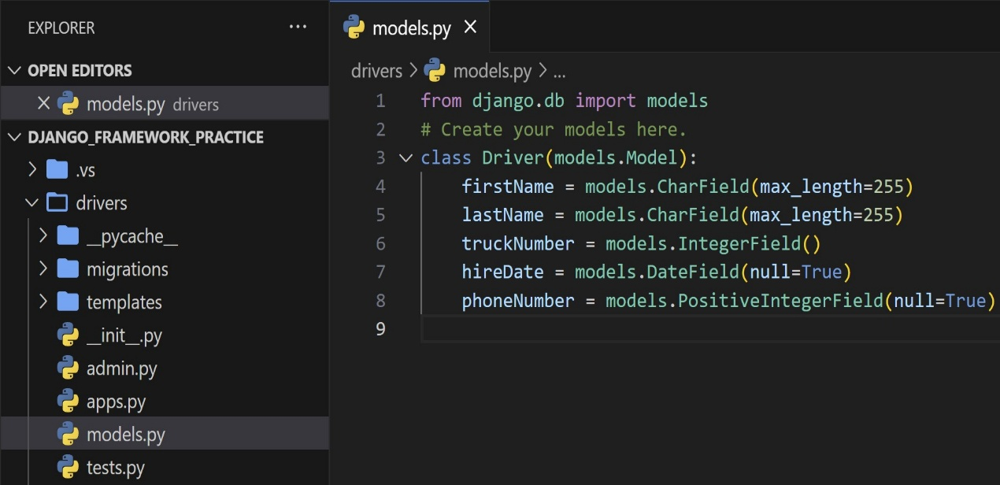 EXPLORER ...
OPEN EDITORS
models.py drivers
DJANGO_FRAMEWORK_PRACTICE
.vs
drivers
__pycache__
migrations
templates
__init__.py
admin.py
apps.py
models.py
tests.py
models.py
drivers > models.py > ...
1 from django.db import models
2 # Create your models here.
3 class Driver(models.Model):
4 firstName = models.CharField(max_length=255)
5 lastName = models.CharField(max_length=255)
6 truckNumber = models.IntegerField()
7 hireDate = models.DateField(null=True)
8 phoneNumber = models.PositiveIntegerField(null=True)
9